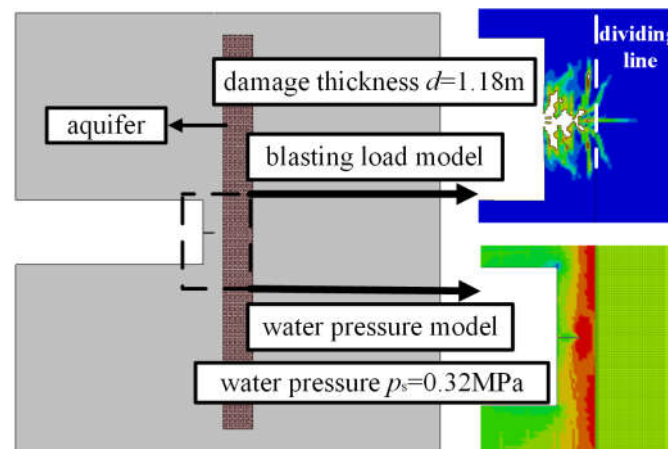 dividing
line
damage thickness d=1.18m
aquifer
blasting load model
water pressure model
water pressure pₛ=0.32MPa